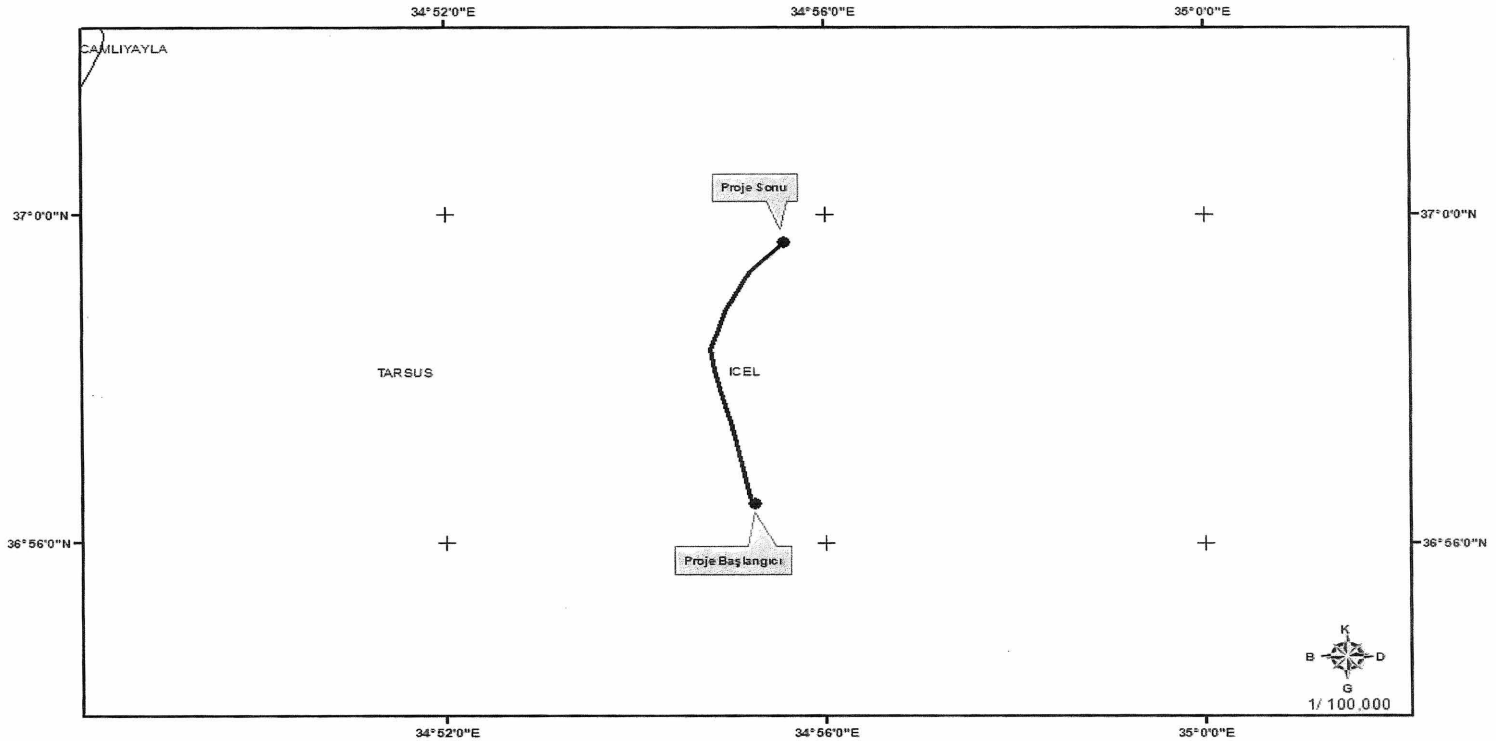 34°52'0"E
34°56'0"E
35°0'0"E
CAMLIYAYLA
Proje Sonu
37°0'0"N
37°0'0"N
TARSUS
ICEL
36°56'0"N
36°56'0"N
Proje Başlangıcı
K
B
D
G
1/ 100,000
34°52'0"E
34°56'0"E
35°0'0"E